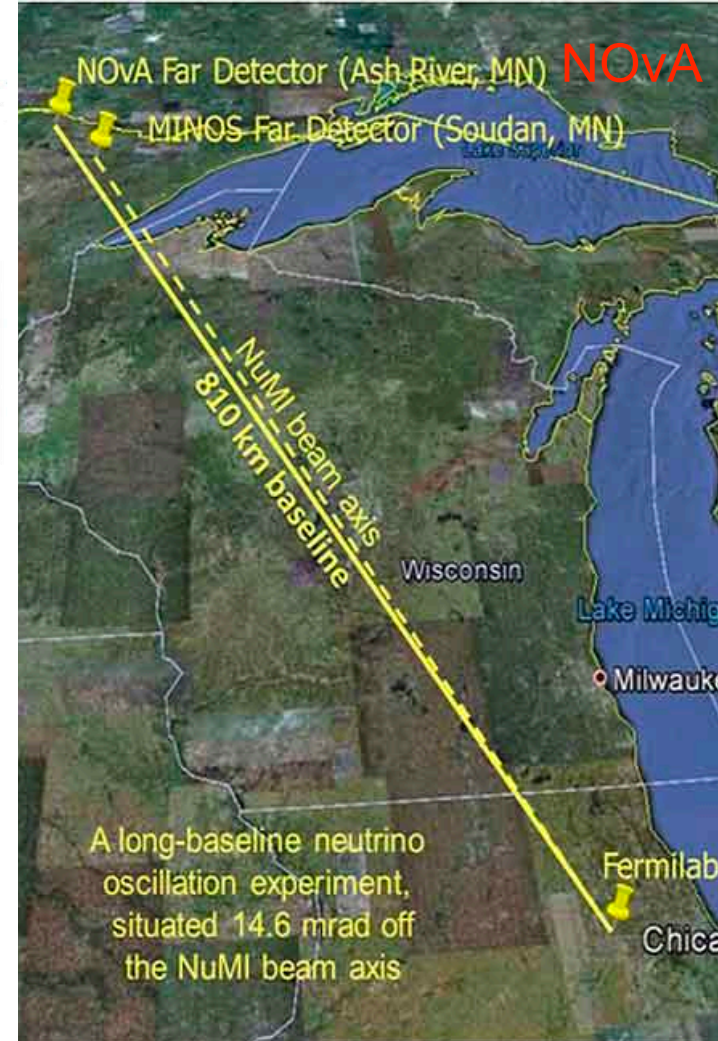 NOvA Far Detector (Ash River, MN) NOvA
MINOS Far Detector (Soudan, MN)
Lake Superior
NuMI beam axis
810 km baseline
Wisconsin
Lake Michig
Milwauk
A long-baseline neutrino
oscillation experiment,
situated 14.6 mrad off
the NuMI beam axis
Fermilab
Chica